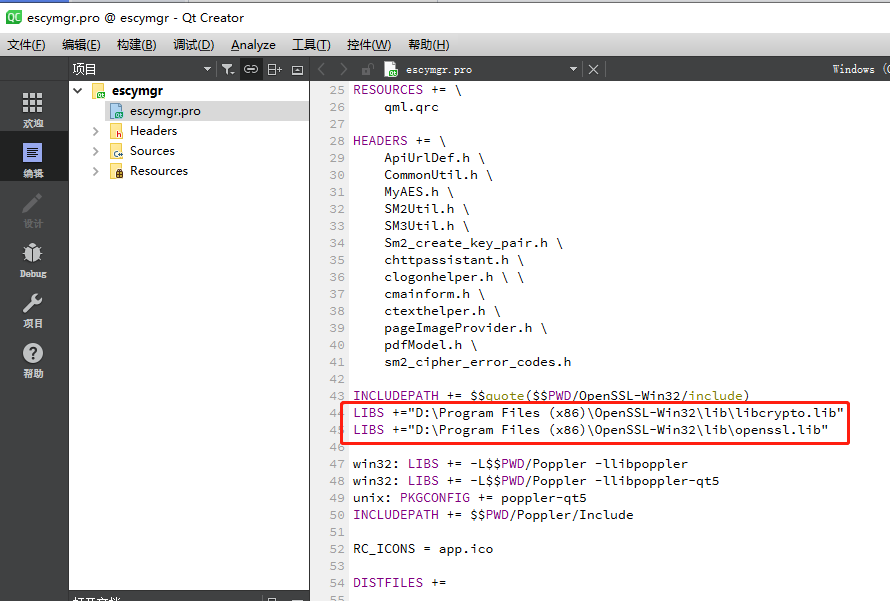 QC escymgr.pro @ escymgr - Qt Creator
文件(F) 编辑(E) 构建(B) 调试(D) Analyze 工具(T) 控件(W) 帮助(H)
项目
escymgr.pro
Windows (
欢迎
编辑
设计
Debug
项目
帮助
escymgr
escymgr.pro
Headers
Sources
Resources
25 RESOURCES += \
26 qml.qrc
27
28 HEADERS += \
29 ApiUrlDef.h \
30 CommonUtil.h \
31 MyAES.h \
32 SM2Util.h \
33 SM3Util.h \
34 Sm2_create_key_pair.h \
35 chttpassistant.h \
36 clogonhelper.h \ \
37 cmainform.h \
38 ctexthelper.h \
39 pageImageProvider.h \
40 pdfModel.h \
41 sm2_cipher_error_codes.h
42
43 INCLUDEPATH += $$quote($$PWD/OpenSSL-Win32/include)
44 LIBS +="D:\Program Files (x86)\OpenSSL-Win32\lib\libcrypto.lib"
45 LIBS +="D:\Program Files (x86)\OpenSSL-Win32\lib\openssl.lib"
46
47 win32: LIBS += -L$$PWD/Poppler -llibpoppler
48 win32: LIBS += -L$$PWD/Poppler -llibpoppler-qt5
49 unix: PKGCONFIG += poppler-qt5
50 INCLUDEPATH += $$PWD/Poppler/Include
51
52 RC_ICONS = app.ico
53
54 DISTFILES +=
55
打开文档